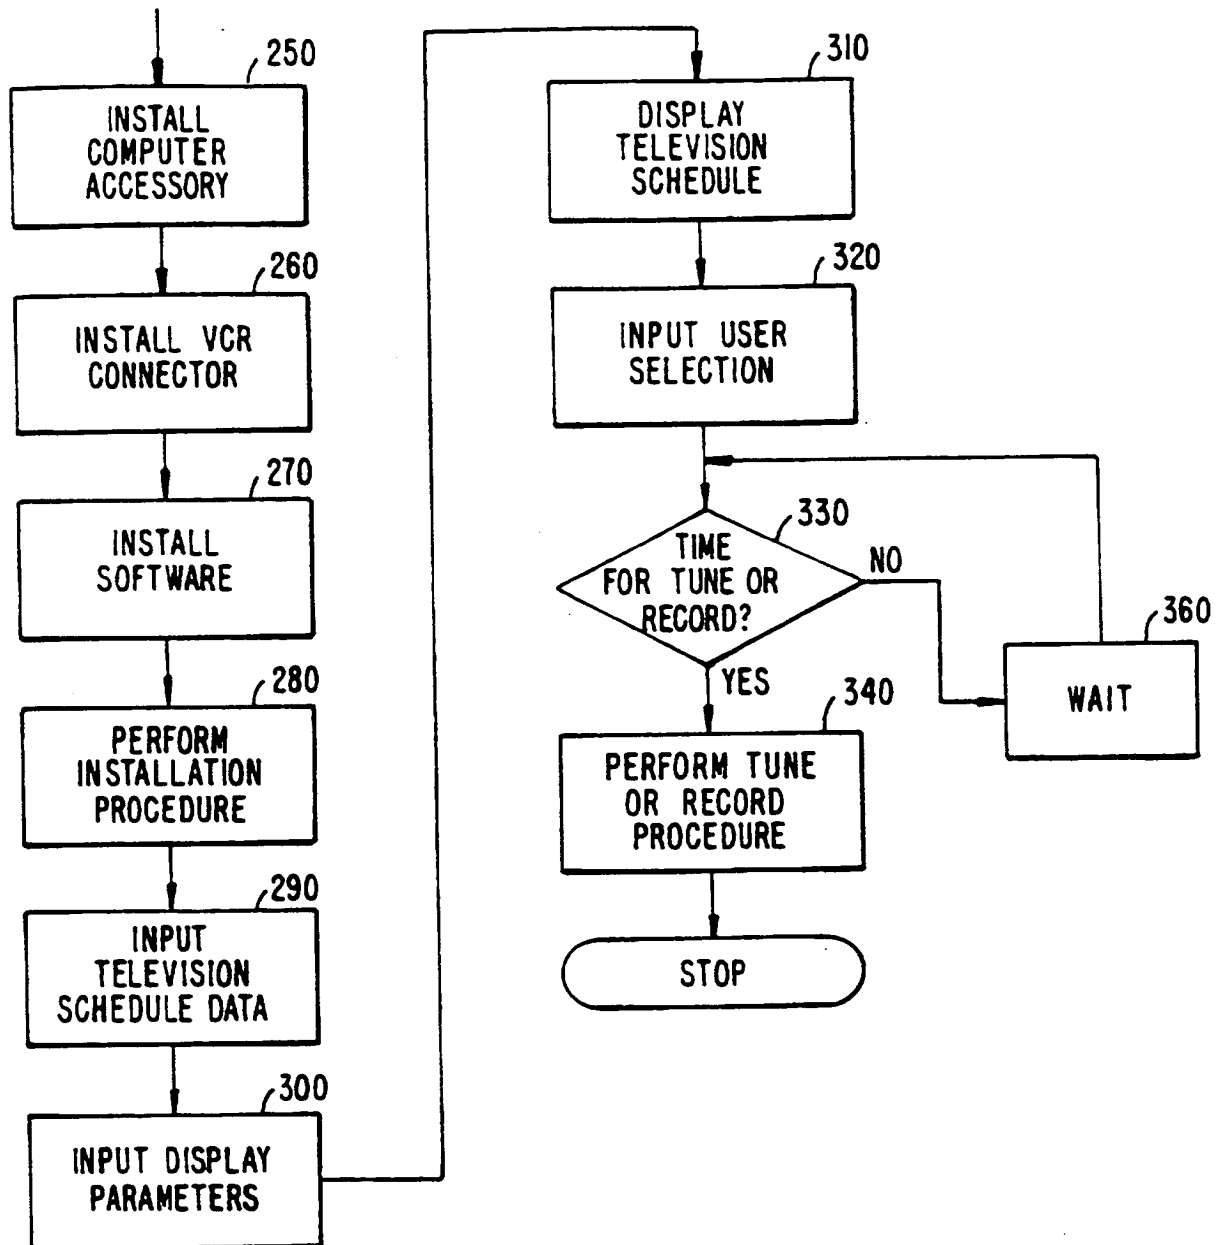 250
INSTALL
COMPUTER
ACCESSORY
260
INSTALL VCR
CONNECTOR
270
INSTALL
SOFTWARE
280
PERFORM
INSTALLATION
PROCEDURE
290
INPUT
TELEVISION
SCHEDULE DATA
300
INPUT DISPLAY
PARAMETERS
310
DISPLAY
TELEVISION
SCHEDULE
320
INPUT USER
SELECTION
330
TIME
FOR TUNE OR
RECORD?
NO
YES
360
WAIT
340
PERFORM TUNE
OR RECORD
PROCEDURE
STOP